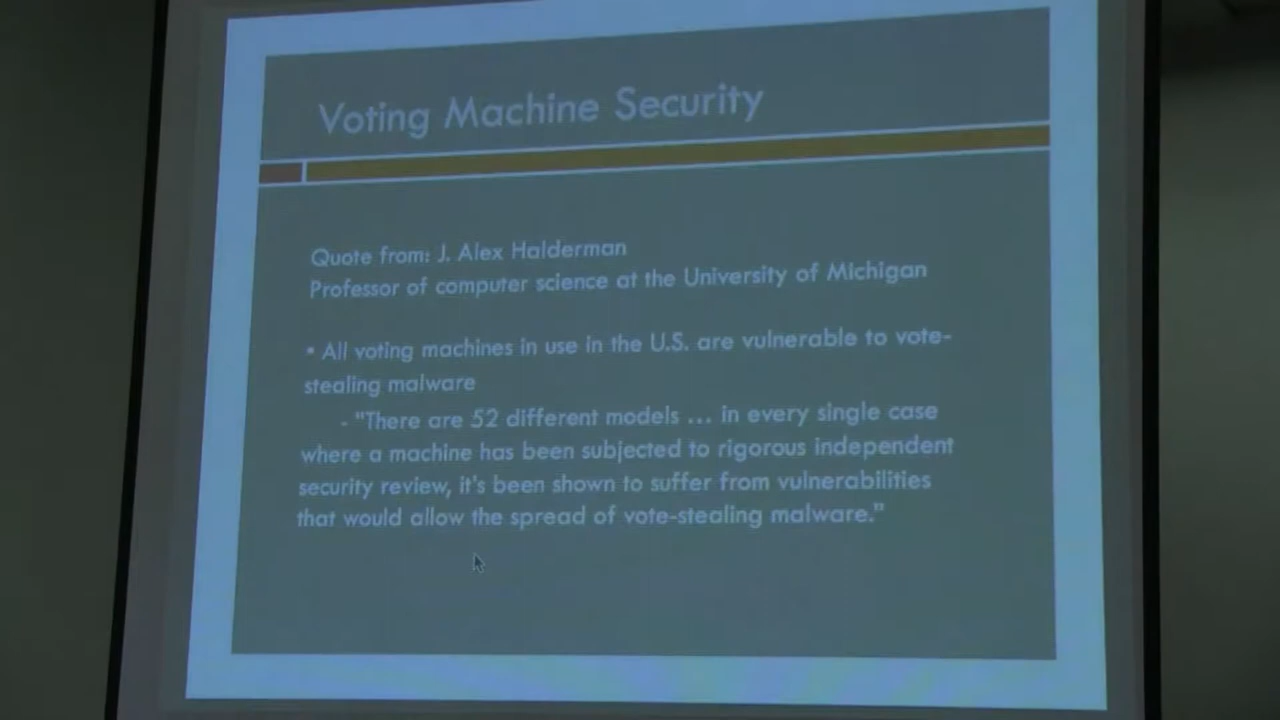 Voting Machine Security
Quote from: J. Alex Halderman
Professor of computer science at the University of Michigan
• All voting machines in use in the U.S. are vulnerable to vote-
stealing malware
- "There are 52 different models ... in every single case
where a machine has been subjected to rigorous independent
security review, it's been shown to suffer from vulnerabilities
that would allow the spread of vote-stealing malware."